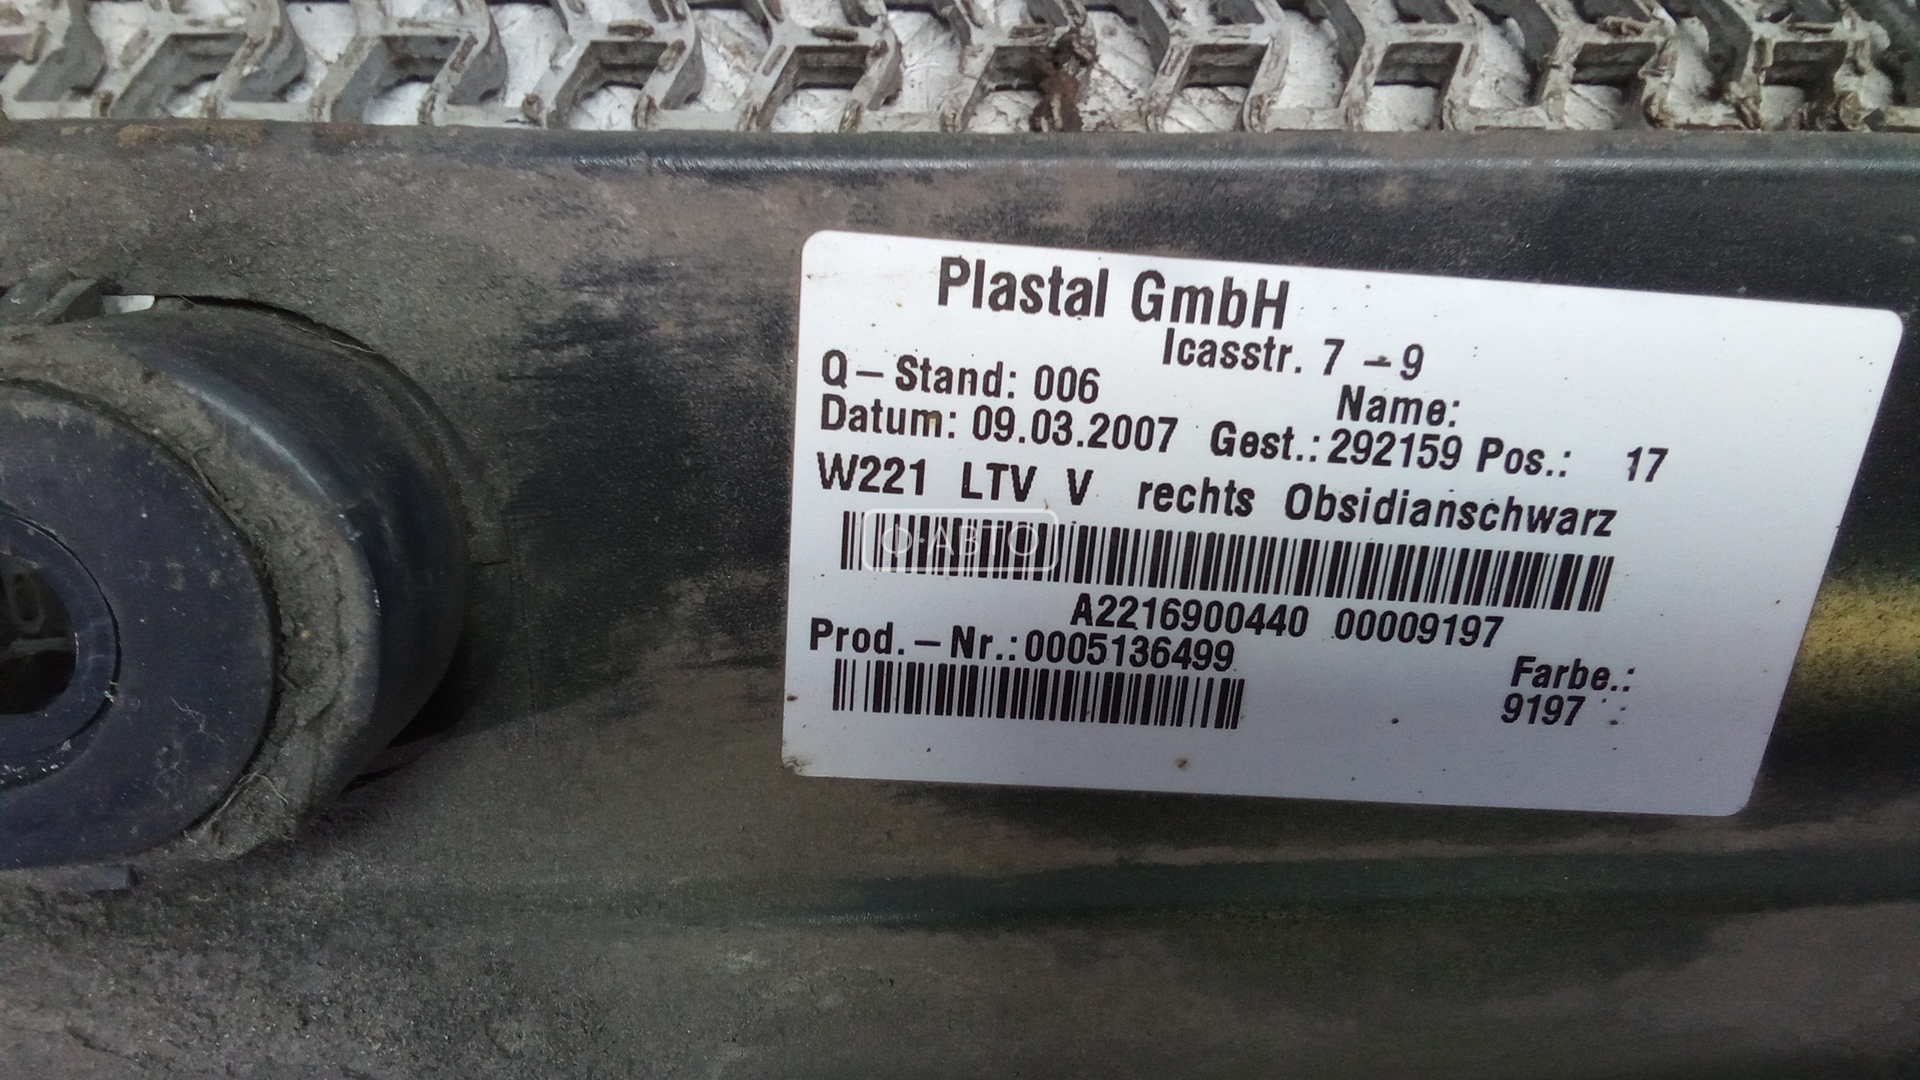 Plastal GmbH
Icasstr. 7 – 9
Q – Stand: 006 Name:
Datum: 09.03.2007 Gest.: 292159 Pos.: 17
W221 LTV V rechts Obsidianschwarz
Ф·АВТО
A2216900440 00009197
Prod. – Nr.: 0005136499 Farbe.:
9197